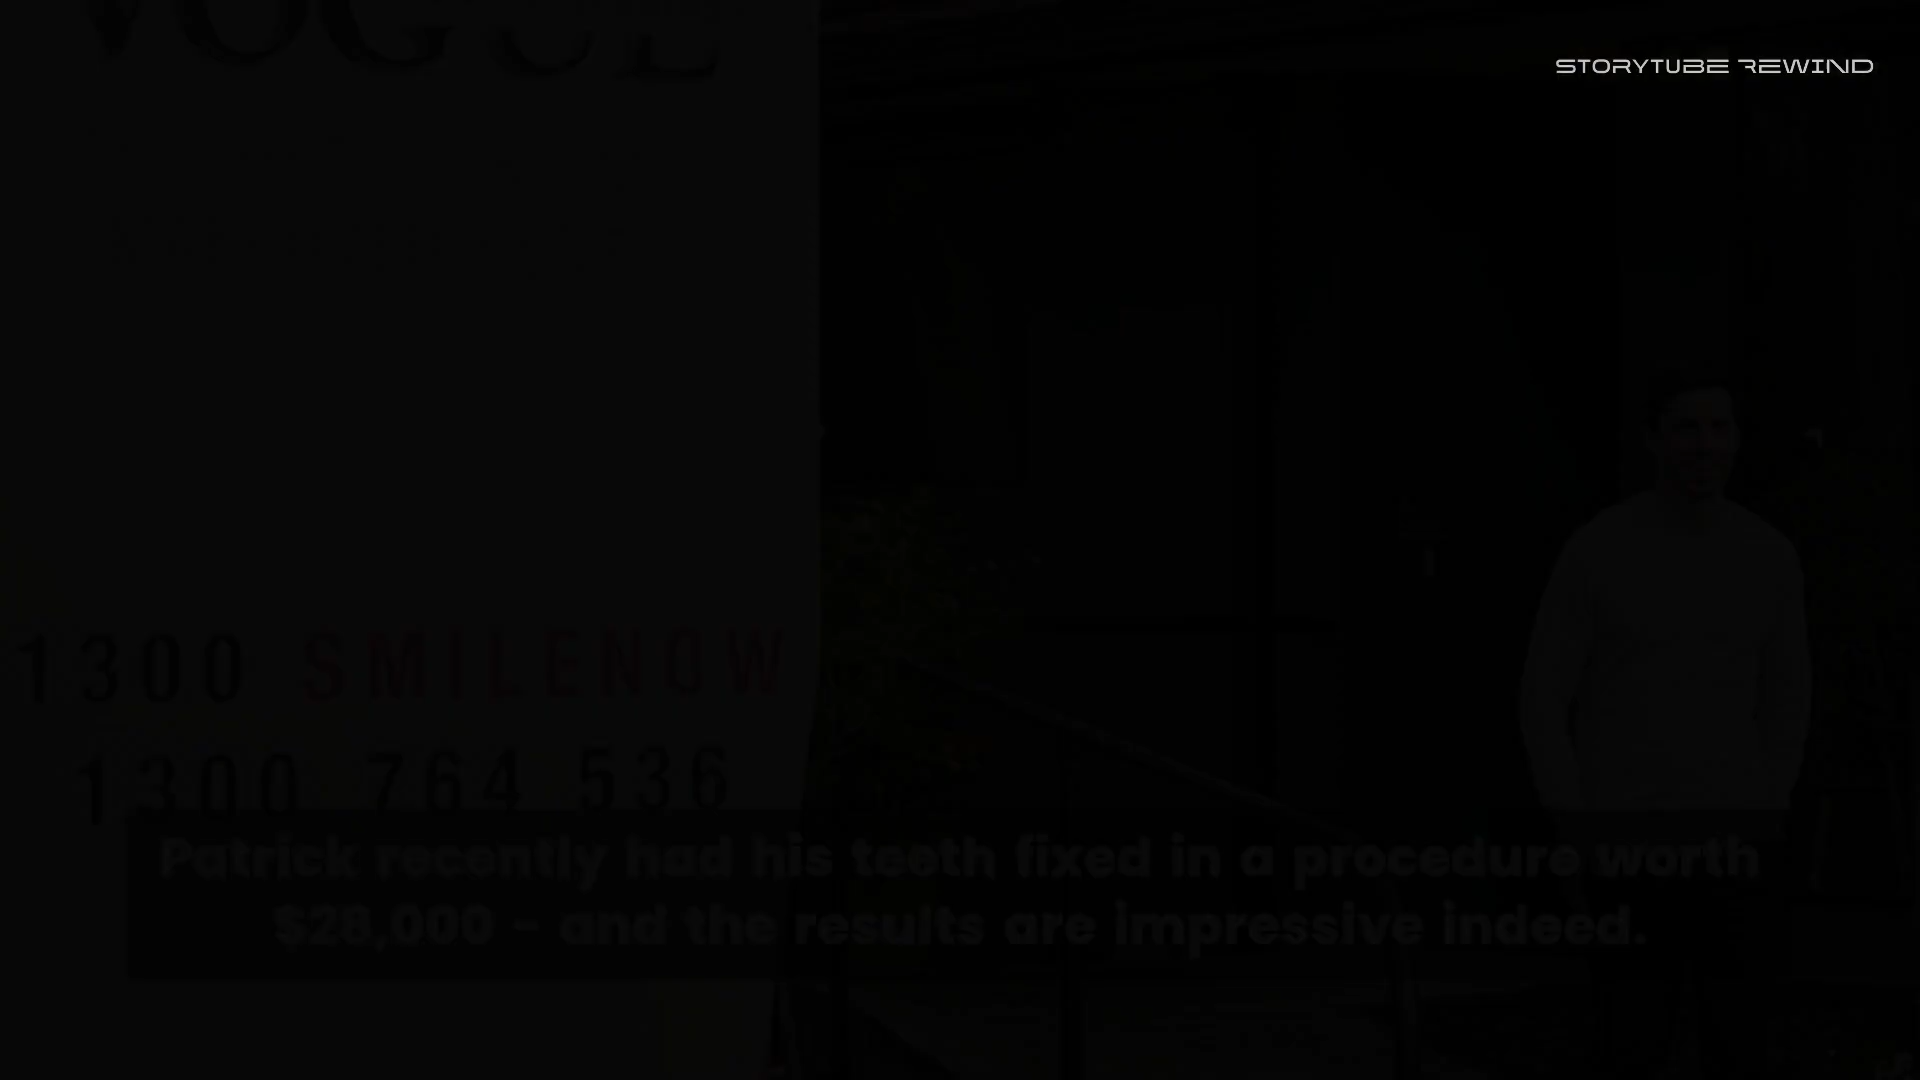 VOGUE
STORYTUBE REWIND
1300 SMILENOW
1300 764 536
Patrick recently had his teeth fixed in a procedure worth
$28,000 – and the results are impressive indeed.